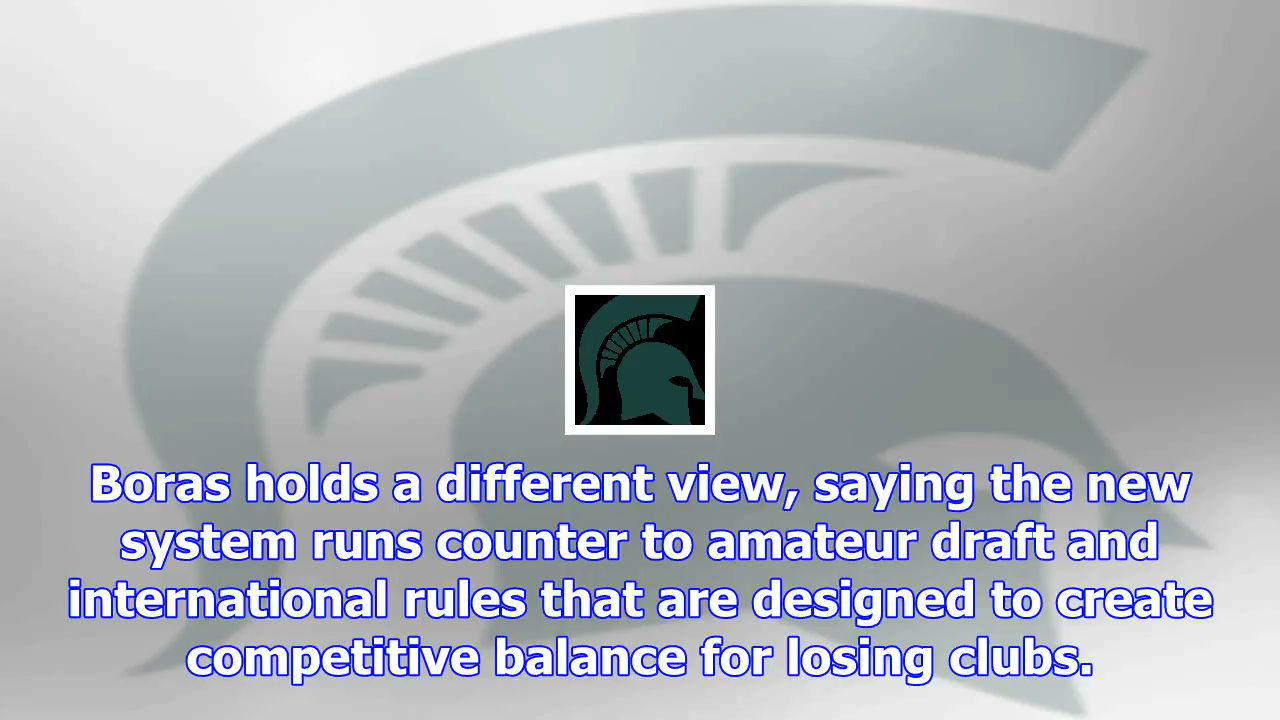 Boras holds a different view, saying the new
system runs counter to amateur draft and
international rules that are designed to create
competitive balance for losing clubs.